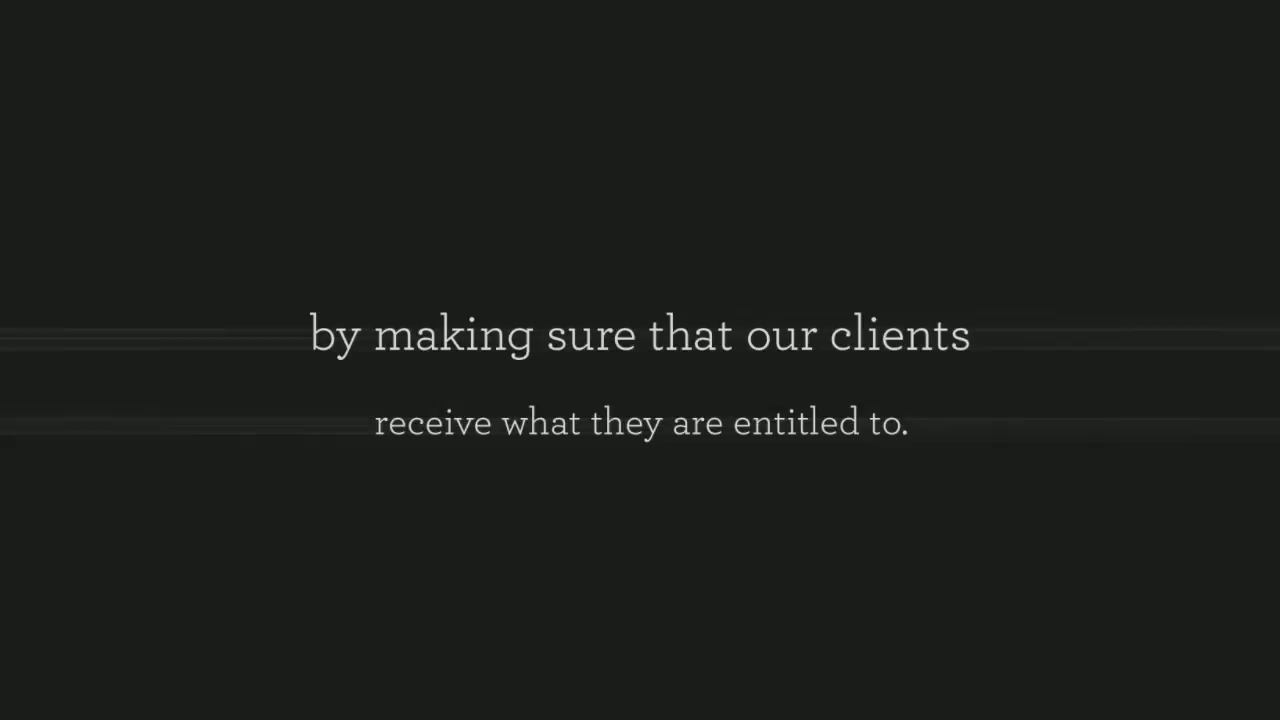 by making sure that our clients
receive what they are entitled to.